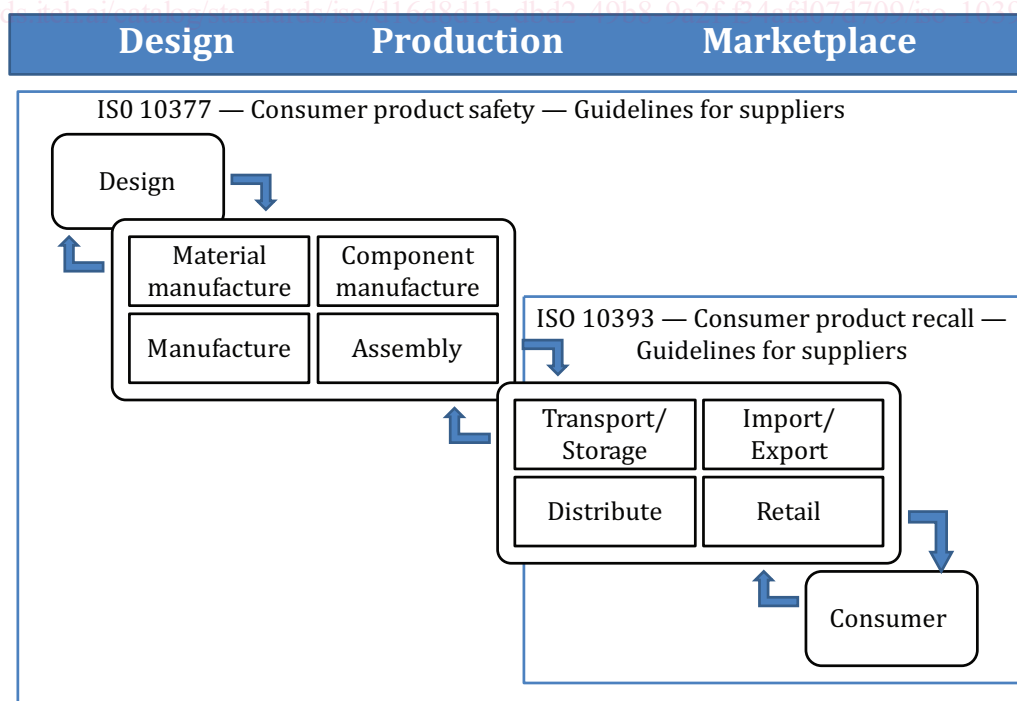 Design Production Marketplace
IS0 10377 — Consumer product safety — Guidelines for suppliers
Design
Material
manufacture
Component
manufacture
Manufacture
Assembly
ISO 10393 — Consumer product recall —
Guidelines for suppliers
Transport/
Storage
Import/
Export
Distribute
Retail
Consumer